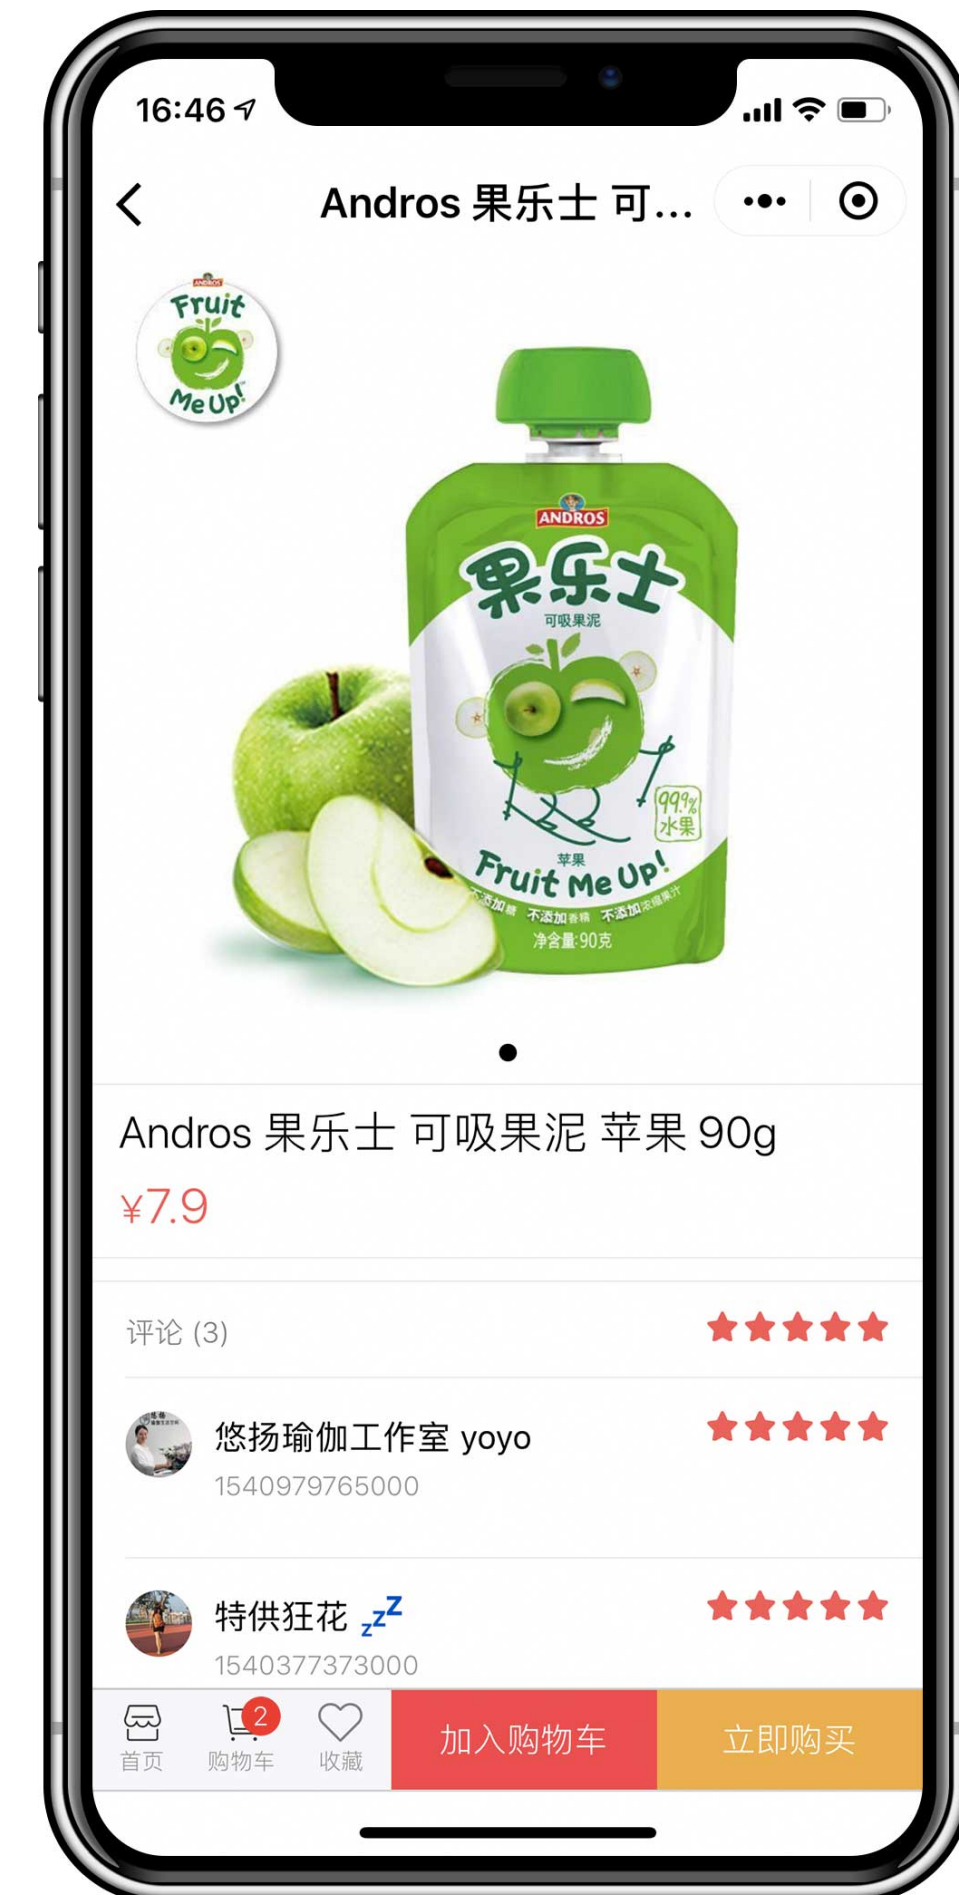 16:46
Andros 果乐士 可...
ANDROS
Fruit
Me Up!
ANDROS
果乐士
可吸果泥
99.9%
水果
苹果
Fruit Me Up!
不添加糖 不添加香精 不添加浓缩果汁
净含量:90克
Andros 果乐士 可吸果泥 苹果 90g
¥7.9
评论 (3)
悠扬瑜伽工作室 yoyo
1540979765000
特供狂花 zzZ
1540377373000
2
首页 购物车 收藏 加入购物车 立即购买